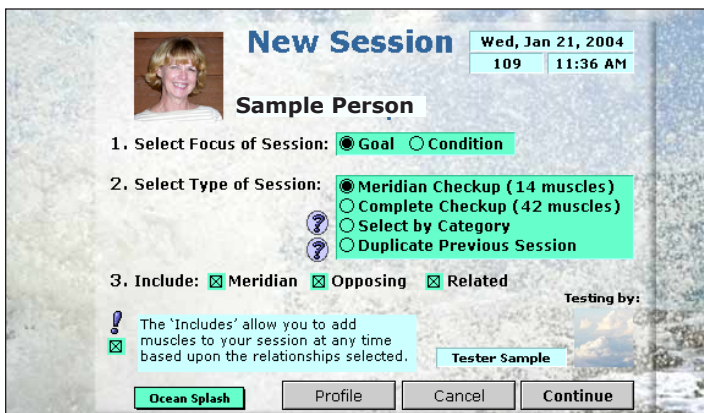 New Session
Wed, Jan 21, 2004
109 11:36 AM
Sample Person
1. Select Focus of Session: Goal Condition
2. Select Type of Session: Meridian Checkup (14 muscles)
Complete Checkup (42 muscles)
? Select by Category
? Duplicate Previous Session
3. Include: Meridian Opposing Related
Testing by:
! The 'Includes' allow you to add
muscles to your session at any time
based upon the relationships selected.
Tester Sample
Ocean Splash Profile Cancel Continue